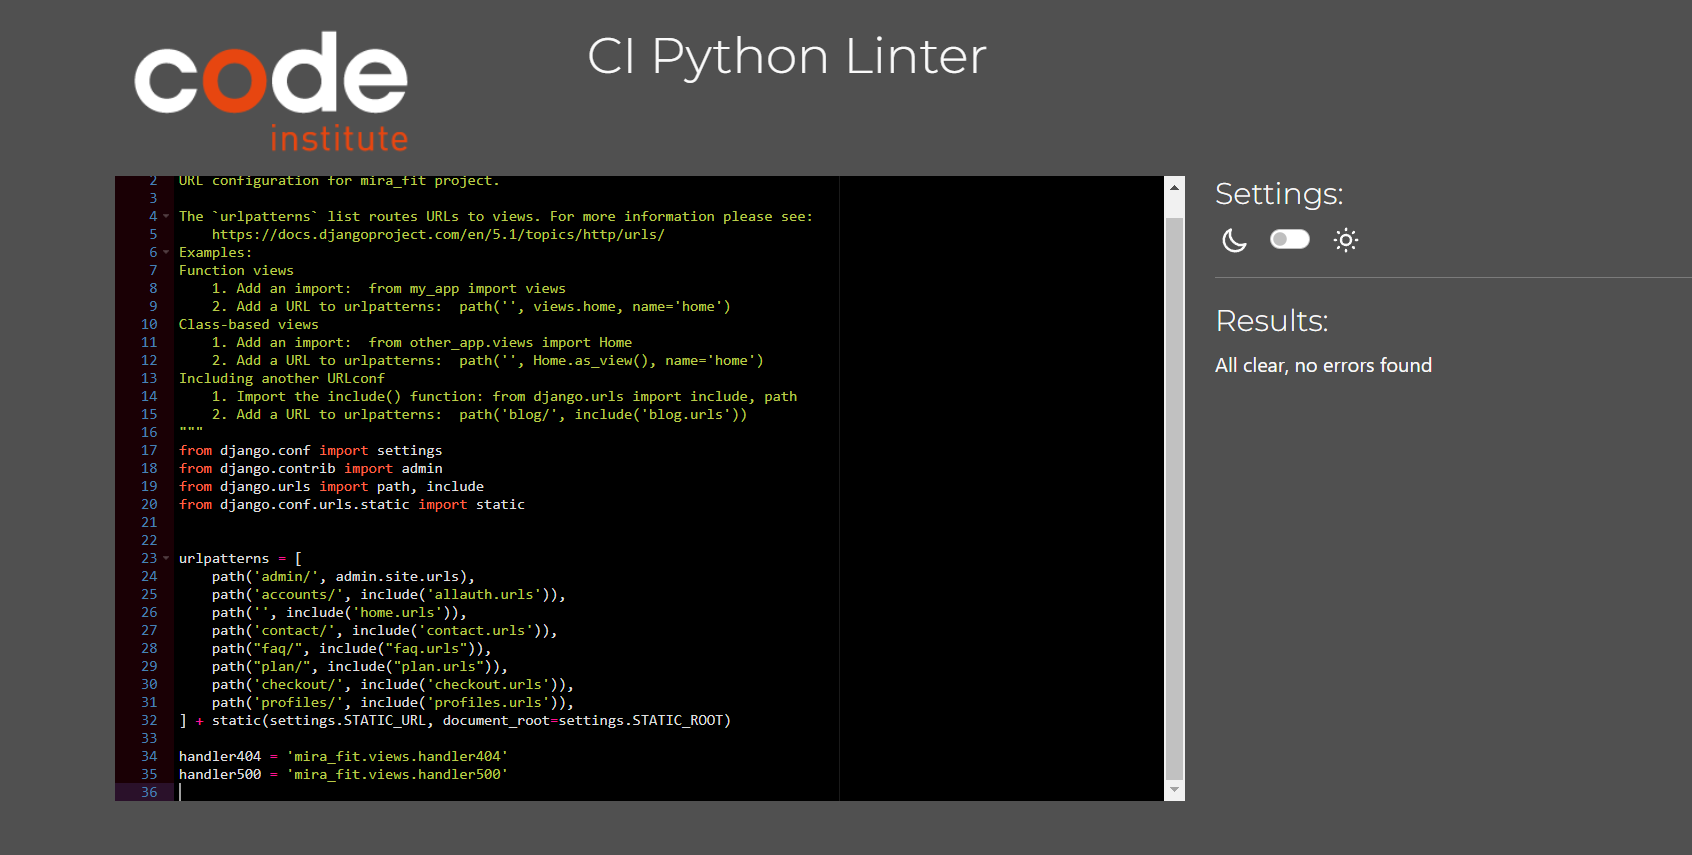 code
institute
CI Python Linter
2 URL configuration for mira_fit project.
3
4 The `urlpatterns` list routes URLs to views. For more information please see:
5     https://docs.djangoproject.com/en/5.1/topics/http/urls/
6 Examples:
7 Function views
8     1. Add an import:  from my_app import views
9     2. Add a URL to urlpatterns:  path('', views.home, name='home')
10 Class-based views
11     1. Add an import:  from other_app.views import Home
12     2. Add a URL to urlpatterns:  path('', Home.as_view(), name='home')
13 Including another URLconf
14     1. Import the include() function: from django.urls import include, path
15     2. Add a URL to urlpatterns:  path('blog/', include('blog.urls'))
16 """
17 from django.conf import settings
18 from django.contrib import admin
19 from django.urls import path, include
20 from django.conf.urls.static import static
21
22
23 urlpatterns = [
24     path('admin/', admin.site.urls),
25     path('accounts/', include('allauth.urls')),
26     path('', include('home.urls')),
27     path('contact/', include('contact.urls')),
28     path("faq/", include("faq.urls")),
29     path("plan/", include("plan.urls")),
30     path('checkout/', include('checkout.urls')),
31     path('profiles/', include('profiles.urls')),
32 ] + static(settings.STATIC_URL, document_root=settings.STATIC_ROOT)
33
34 handler404 = 'mira_fit.views.handler404'
35 handler500 = 'mira_fit.views.handler500'
36
Settings:
Results:
All clear, no errors found